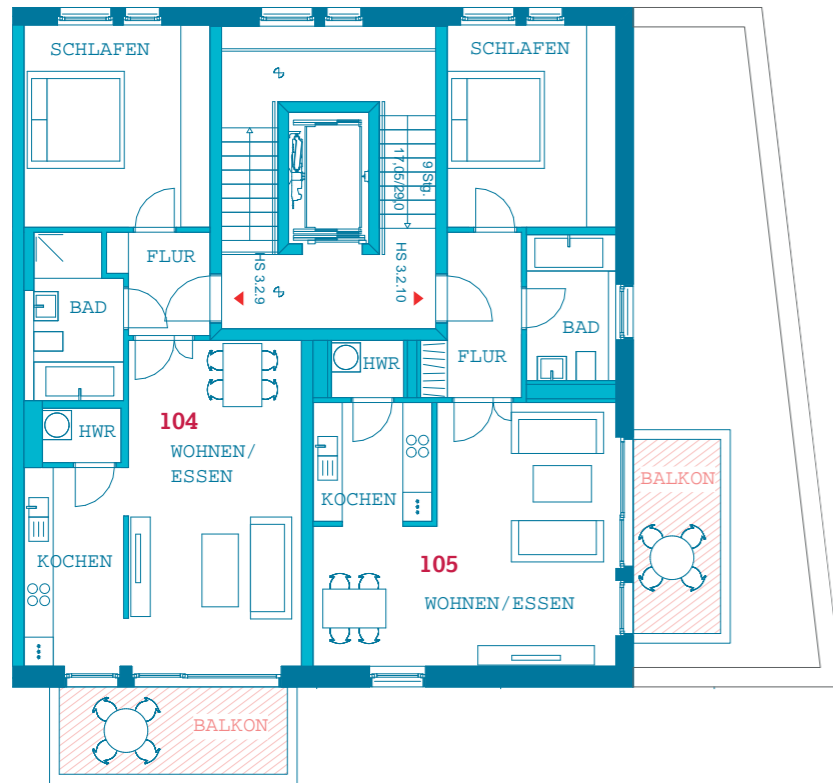 SCHLAFEN
SCHLAFEN
9 Stg.
17,05/29,0
FLUR
HS 3.2.9
HS 3.2.10
BAD
BAD
FLUR
HWR
104
WOHNEN/
ESSEN
HWR
BALKON
KOCHEN
KOCHEN
105
WOHNEN/ESSEN
BALKON